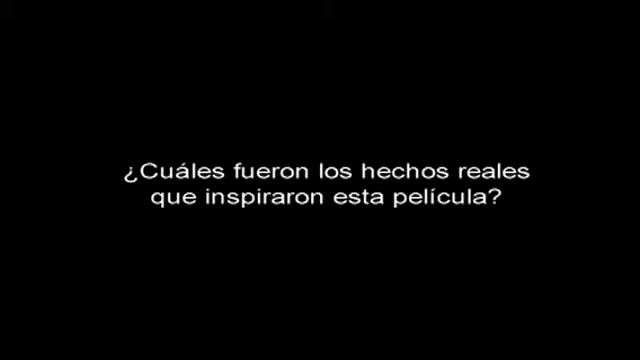 ¿Cuáles fueron los hechos reales
que inspiraron esta película?